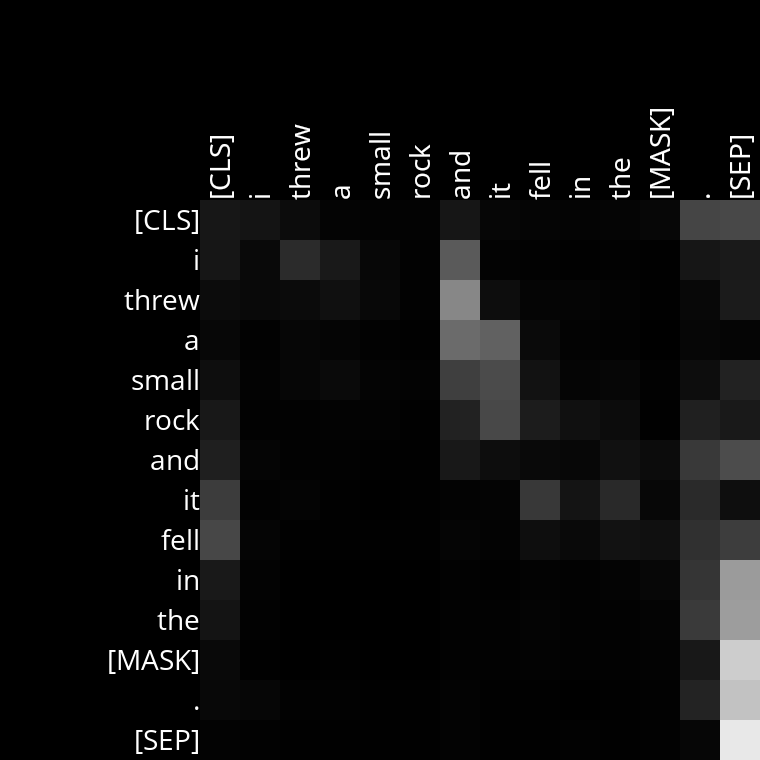 [CLS] i threw a small rock and it fell in the [MASK] . [SEP]
[CLS]
i
threw
a
small
rock
and
it
fell
in
the
[MASK]
.
[SEP]